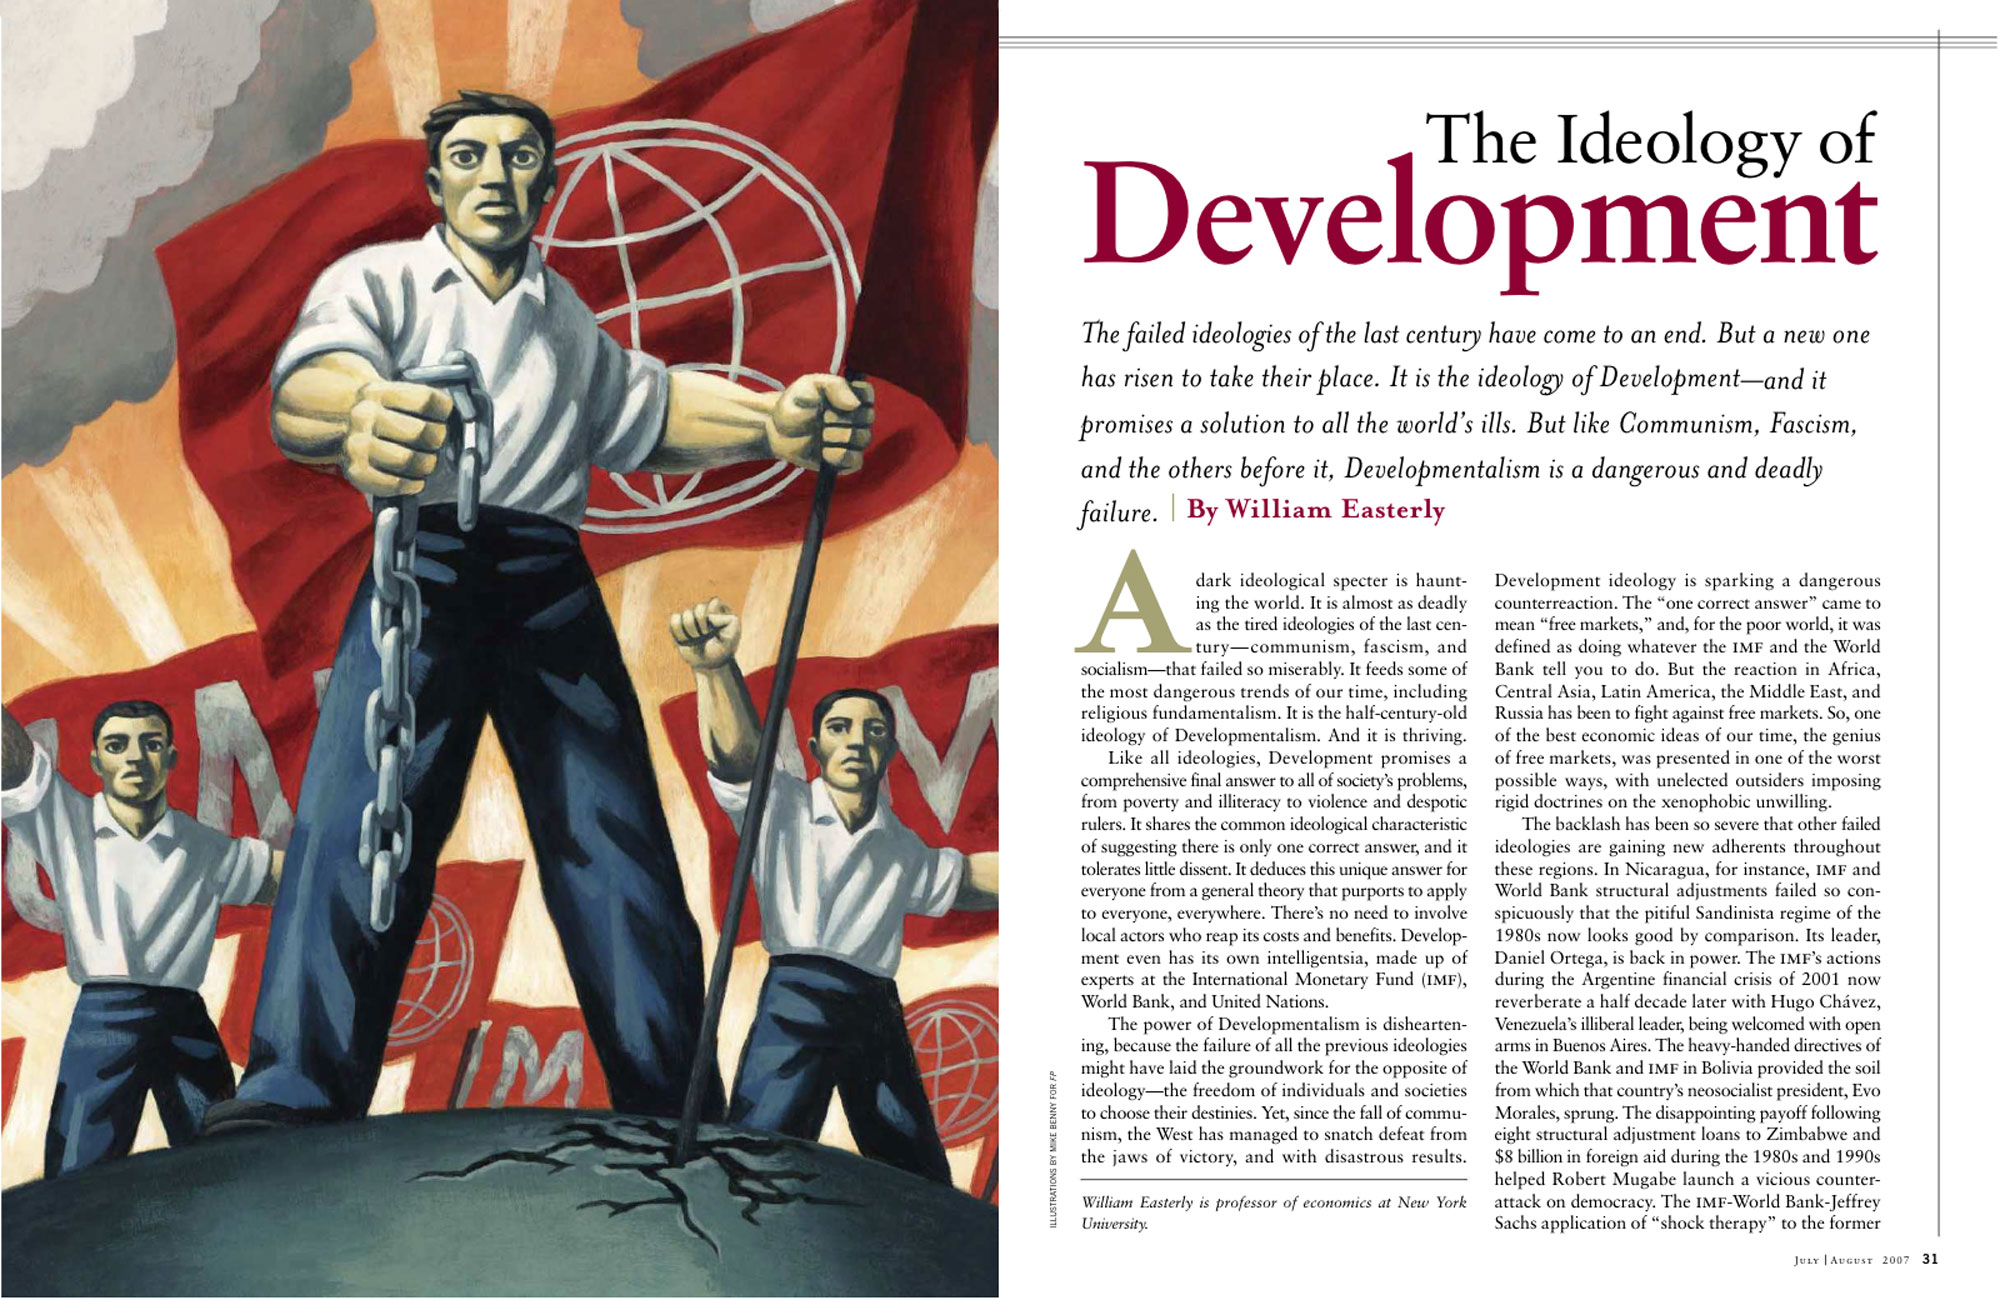 IM
The Ideology of
Development
The failed ideologies of the last century have come to an end. But a new one
has risen to take their place. It is the ideology of Development—and it
promises a solution to all the world's ills. But like Communism, Fascism,
and the others before it, Developmentalism is a dangerous and deadly
failure. | By William Easterly
A dark ideological specter is haunt-
ing the world. It is almost as deadly
as the tired ideologies of the last cen-
tury—communism, fascism, and
socialism—that failed so miserably. It feeds some of
the most dangerous trends of our time, including
religious fundamentalism. It is the half-century-old
ideology of Developmentalism. And it is thriving.
Like all ideologies, Development promises a
comprehensive final answer to all of society's problems,
from poverty and illiteracy to violence and despotic
rulers. It shares the common ideological characteristic
of suggesting there is only one correct answer, and it
tolerates little dissent. It deduces this unique answer for
everyone from a general theory that purports to apply
to everyone, everywhere. There's no need to involve
local actors who reap its costs and benefits. Develop-
ment even has its own intelligentsia, made up of
experts at the International Monetary Fund (IMF),
World Bank, and United Nations.
The power of Developmentalism is dishearten-
ing, because the failure of all the previous ideologies
might have laid the groundwork for the opposite of
ideology—the freedom of individuals and societies
to choose their destinies. Yet, since the fall of commu-
nism, the West has managed to snatch defeat from
the jaws of victory, and with disastrous results.
William Easterly is professor of economics at New York
University.
Development ideology is sparking a dangerous
counterreaction. The “one correct answer” came to
mean “free markets,” and, for the poor world, it was
defined as doing whatever the IMF and the World
Bank tell you to do. But the reaction in Africa,
Central Asia, Latin America, the Middle East, and
Russia has been to fight against free markets. So, one
of the best economic ideas of our time, the genius
of free markets, was presented in one of the worst
possible ways, with unelected outsiders imposing
rigid doctrines on the xenophobic unwilling.
The backlash has been so severe that other failed
ideologies are gaining new adherents throughout
these regions. In Nicaragua, for instance, IMF and
World Bank structural adjustments failed so con-
spicuously that the pitiful Sandinista regime of the
1980s now looks good by comparison. Its leader,
Daniel Ortega, is back in power. The IMF's actions
during the Argentine financial crisis of 2001 now
reverberate a half decade later with Hugo Chávez,
Venezuela's illiberal leader, being welcomed with open
arms in Buenos Aires. The heavy-handed directives of
the World Bank and IMF in Bolivia provided the soil
from which that country's neosocialist president, Evo
Morales, sprung. The disappointing payoff following
eight structural adjustment loans to Zimbabwe and
$8 billion in foreign aid during the 1980s and 1990s
helped Robert Mugabe launch a vicious counter-
attack on democracy. The IMF-World Bank-Jeffrey
Sachs application of “shock therapy” to the former
ILLUSTRATIONS BY MIKE BENNY FOR FP
July | August 2007 31